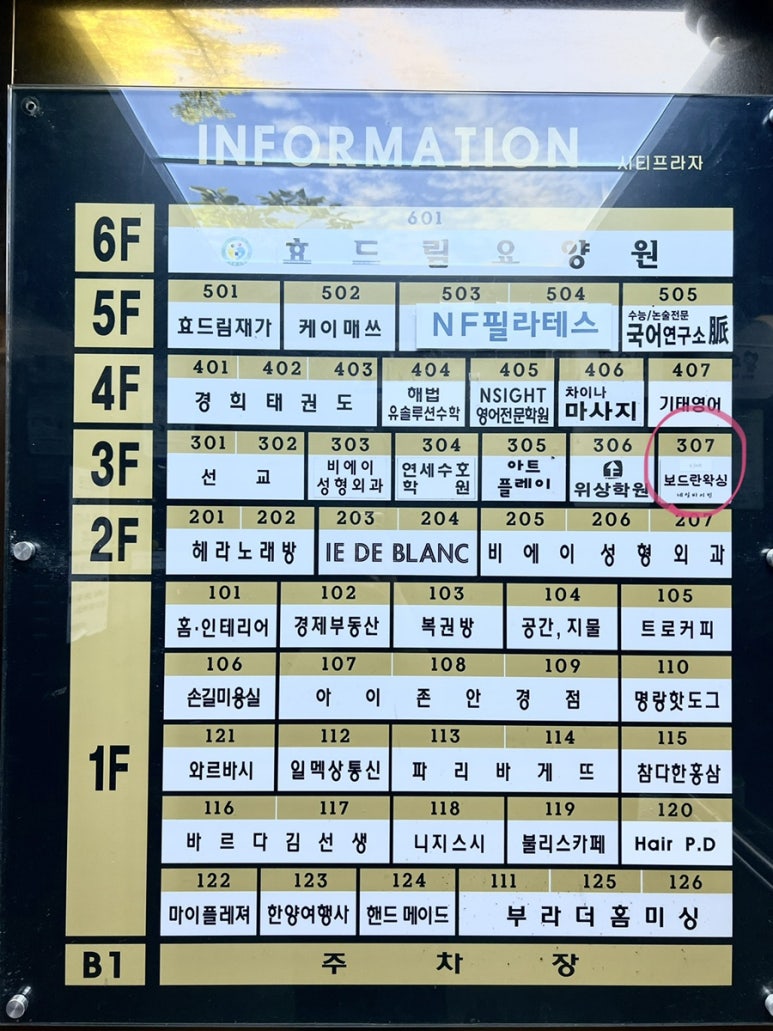 INFORMATION 시티프라자
6F
601
효드림요양원
5F
501 502 503 504 505
효드림재가 케이매쓰 NF필라테스 수능/논술전문
국어연구소脈
4F
401 402 403 404 405 406 407
경희태권도 해법
유솔루션수학 NSIGHT
영어전문학원 차이나
마사지 기태영어
3F
301 302 303 304 305 306 307
선교 비에이
성형외과 연세수호
학원 아트
플레이 위상학원 보드란왁싱
2F
201 202 203 204 205 206 207
헤라노래방 IE DE BLANC 비에이성형외과
1F
101 102 103 104 105
홈·인테리어 경제부동산 복권방 공간,지물 트로커피
106 107 108 109 110
손길미용실 아이존안경점 명랑핫도그
121 112 113 114 115
와르바시 일멕상통신 파리바게뜨 참다한홍삼
116 117 118 119 120
바르다김선생 니지스시 불리스카페 Hair P.D
122 123 124 111 125 126
마이플레져 한양여행사 핸드메이드 부라더홈미싱
B1
주차장